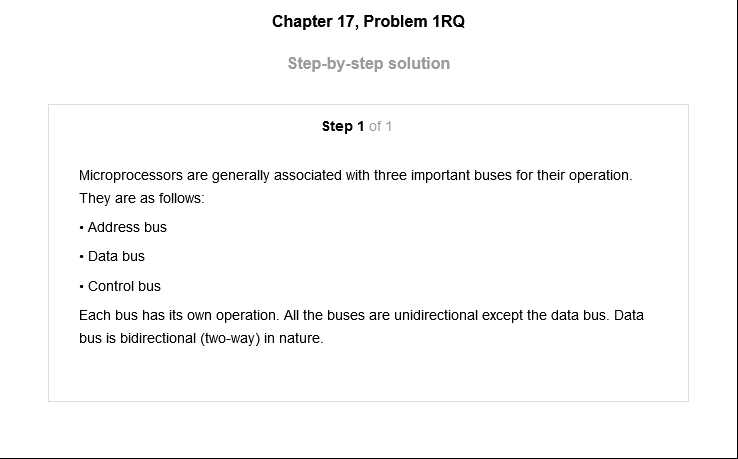 Chapter 17, Problem 1RQ
Step-by-step solution
Step 1 of 1
Microprocessors are generally associated with three important buses for their operation.
They are as follows:
• Address bus
• Data bus
• Control bus
Each bus has its own operation. All the buses are unidirectional except the data bus. Data
bus is bidirectional (two-way) in nature.